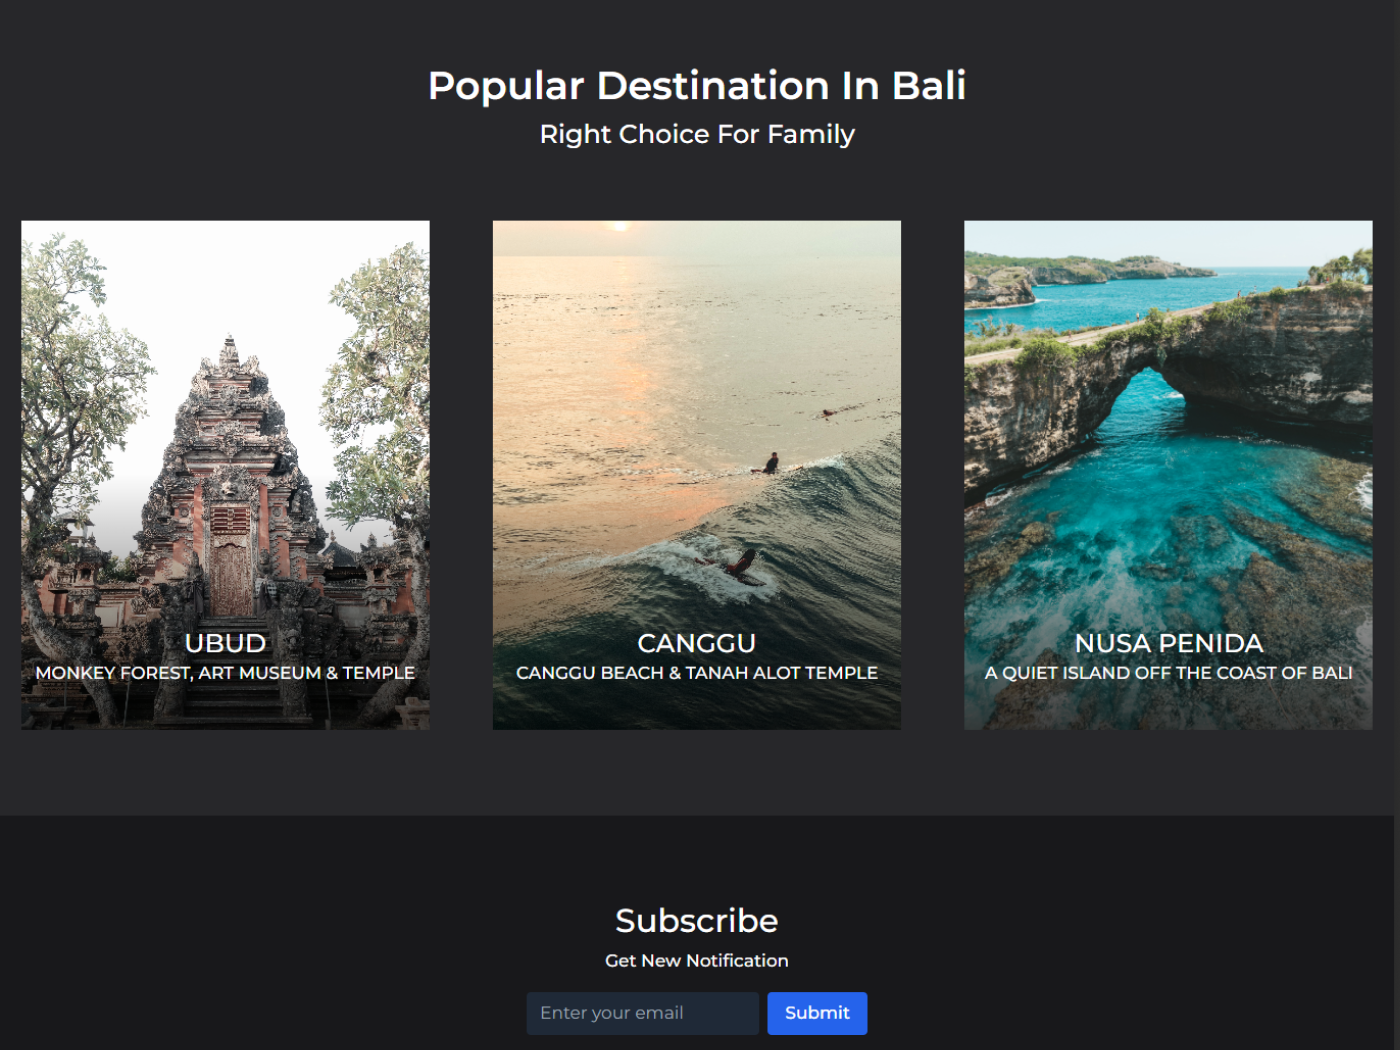 Popular Destination In Bali
Right Choice For Family
UBUD
MONKEY FOREST, ART MUSEUM & TEMPLE
CANGGU
CANGGU BEACH & TANAH ALOT TEMPLE
NUSA PENIDA
A QUIET ISLAND OFF THE COAST OF BALI
Subscribe
Get New Notification
Enter your email
Submit